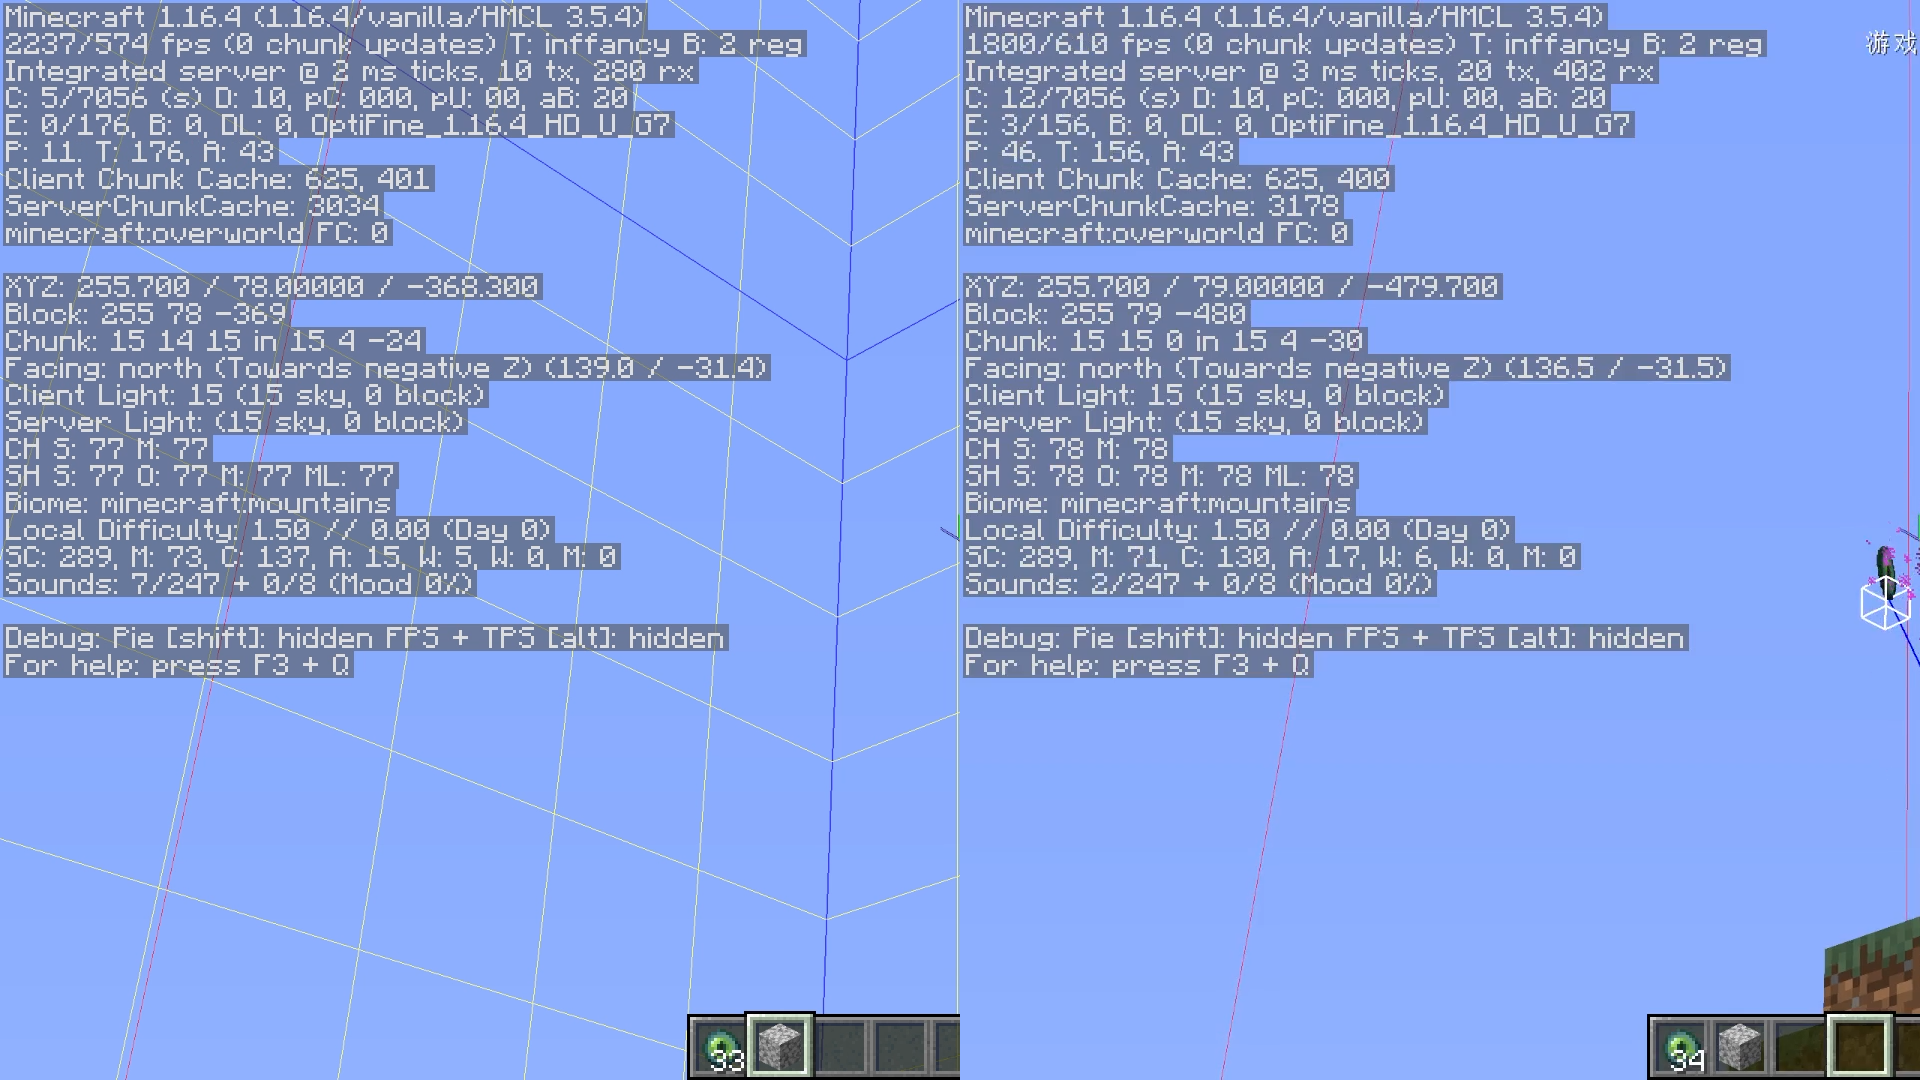 Minecraft 1.16.4 (1.16.4/vanilla/HMCL 3.5.4)
2237/574 fps (0 chunk updates) T: inffancy B: 2 reg
Integrated server @ 2 ms ticks, 10 tx, 280 rx
C: 5/7056 (s) D: 10, pC: 000, pU: 00, aB: 20
E: 0/176, B: 0, DL: 0, OptiFine_1.16.4_HD_U_G7
P: 11. T: 176, A: 43
Client Chunk Cache: 625, 401
ServerChunkCache: 3034
minecraft:overworld FC: 0
XYZ: 255.700 / 78.00000 / -368.300
Block: 255 78 -369
Chunk: 15 14 15 in 15 4 -24
Facing: north (Towards negative Z) (139.0 / -31.4)
Client Light: 15 (15 sky, 0 block)
Server Light: (15 sky, 0 block)
CH S: 77 M: 77
SH S: 77 O: 77 M: 77 ML: 77
Biome: minecraft:mountains
Local Difficulty: 1.50 // 0.00 (Day 0)
SC: 289, M: 73, C: 137, A: 15, W: 5, W: 0, M: 0
Sounds: 7/247 + 0/8 (Mood 0%)
Debug: Pie [shift]: hidden FPS + TPS [alt]: hidden
For help: press F3 + Q
33
Minecraft 1.16.4 (1.16.4/vanilla/HMCL 3.5.4)
1800/610 fps (0 chunk updates) T: inffancy B: 2 reg
Integrated server @ 3 ms ticks, 20 tx, 402 rx
C: 12/7056 (s) D: 10, pC: 000, pU: 00, aB: 20
E: 3/156, B: 0, DL: 0, OptiFine_1.16.4_HD_U_G7
P: 46. T: 156, A: 43
Client Chunk Cache: 625, 400
ServerChunkCache: 3178
minecraft:overworld FC: 0
XYZ: 255.700 / 79.00000 / -479.700
Block: 255 79 -480
Chunk: 15 15 0 in 15 4 -30
Facing: north (Towards negative Z) (136.5 / -31.5)
Client Light: 15 (15 sky, 0 block)
Server Light: (15 sky, 0 block)
CH S: 78 M: 78
SH S: 78 O: 78 M: 78 ML: 78
Biome: minecraft:mountains
Local Difficulty: 1.50 // 0.00 (Day 0)
SC: 289, M: 71, C: 130, A: 17, W: 6, W: 0, M: 0
Sounds: 2/247 + 0/8 (Mood 0%)
Debug: Pie [shift]: hidden FPS + TPS [alt]: hidden
For help: press F3 + Q
游戏
34